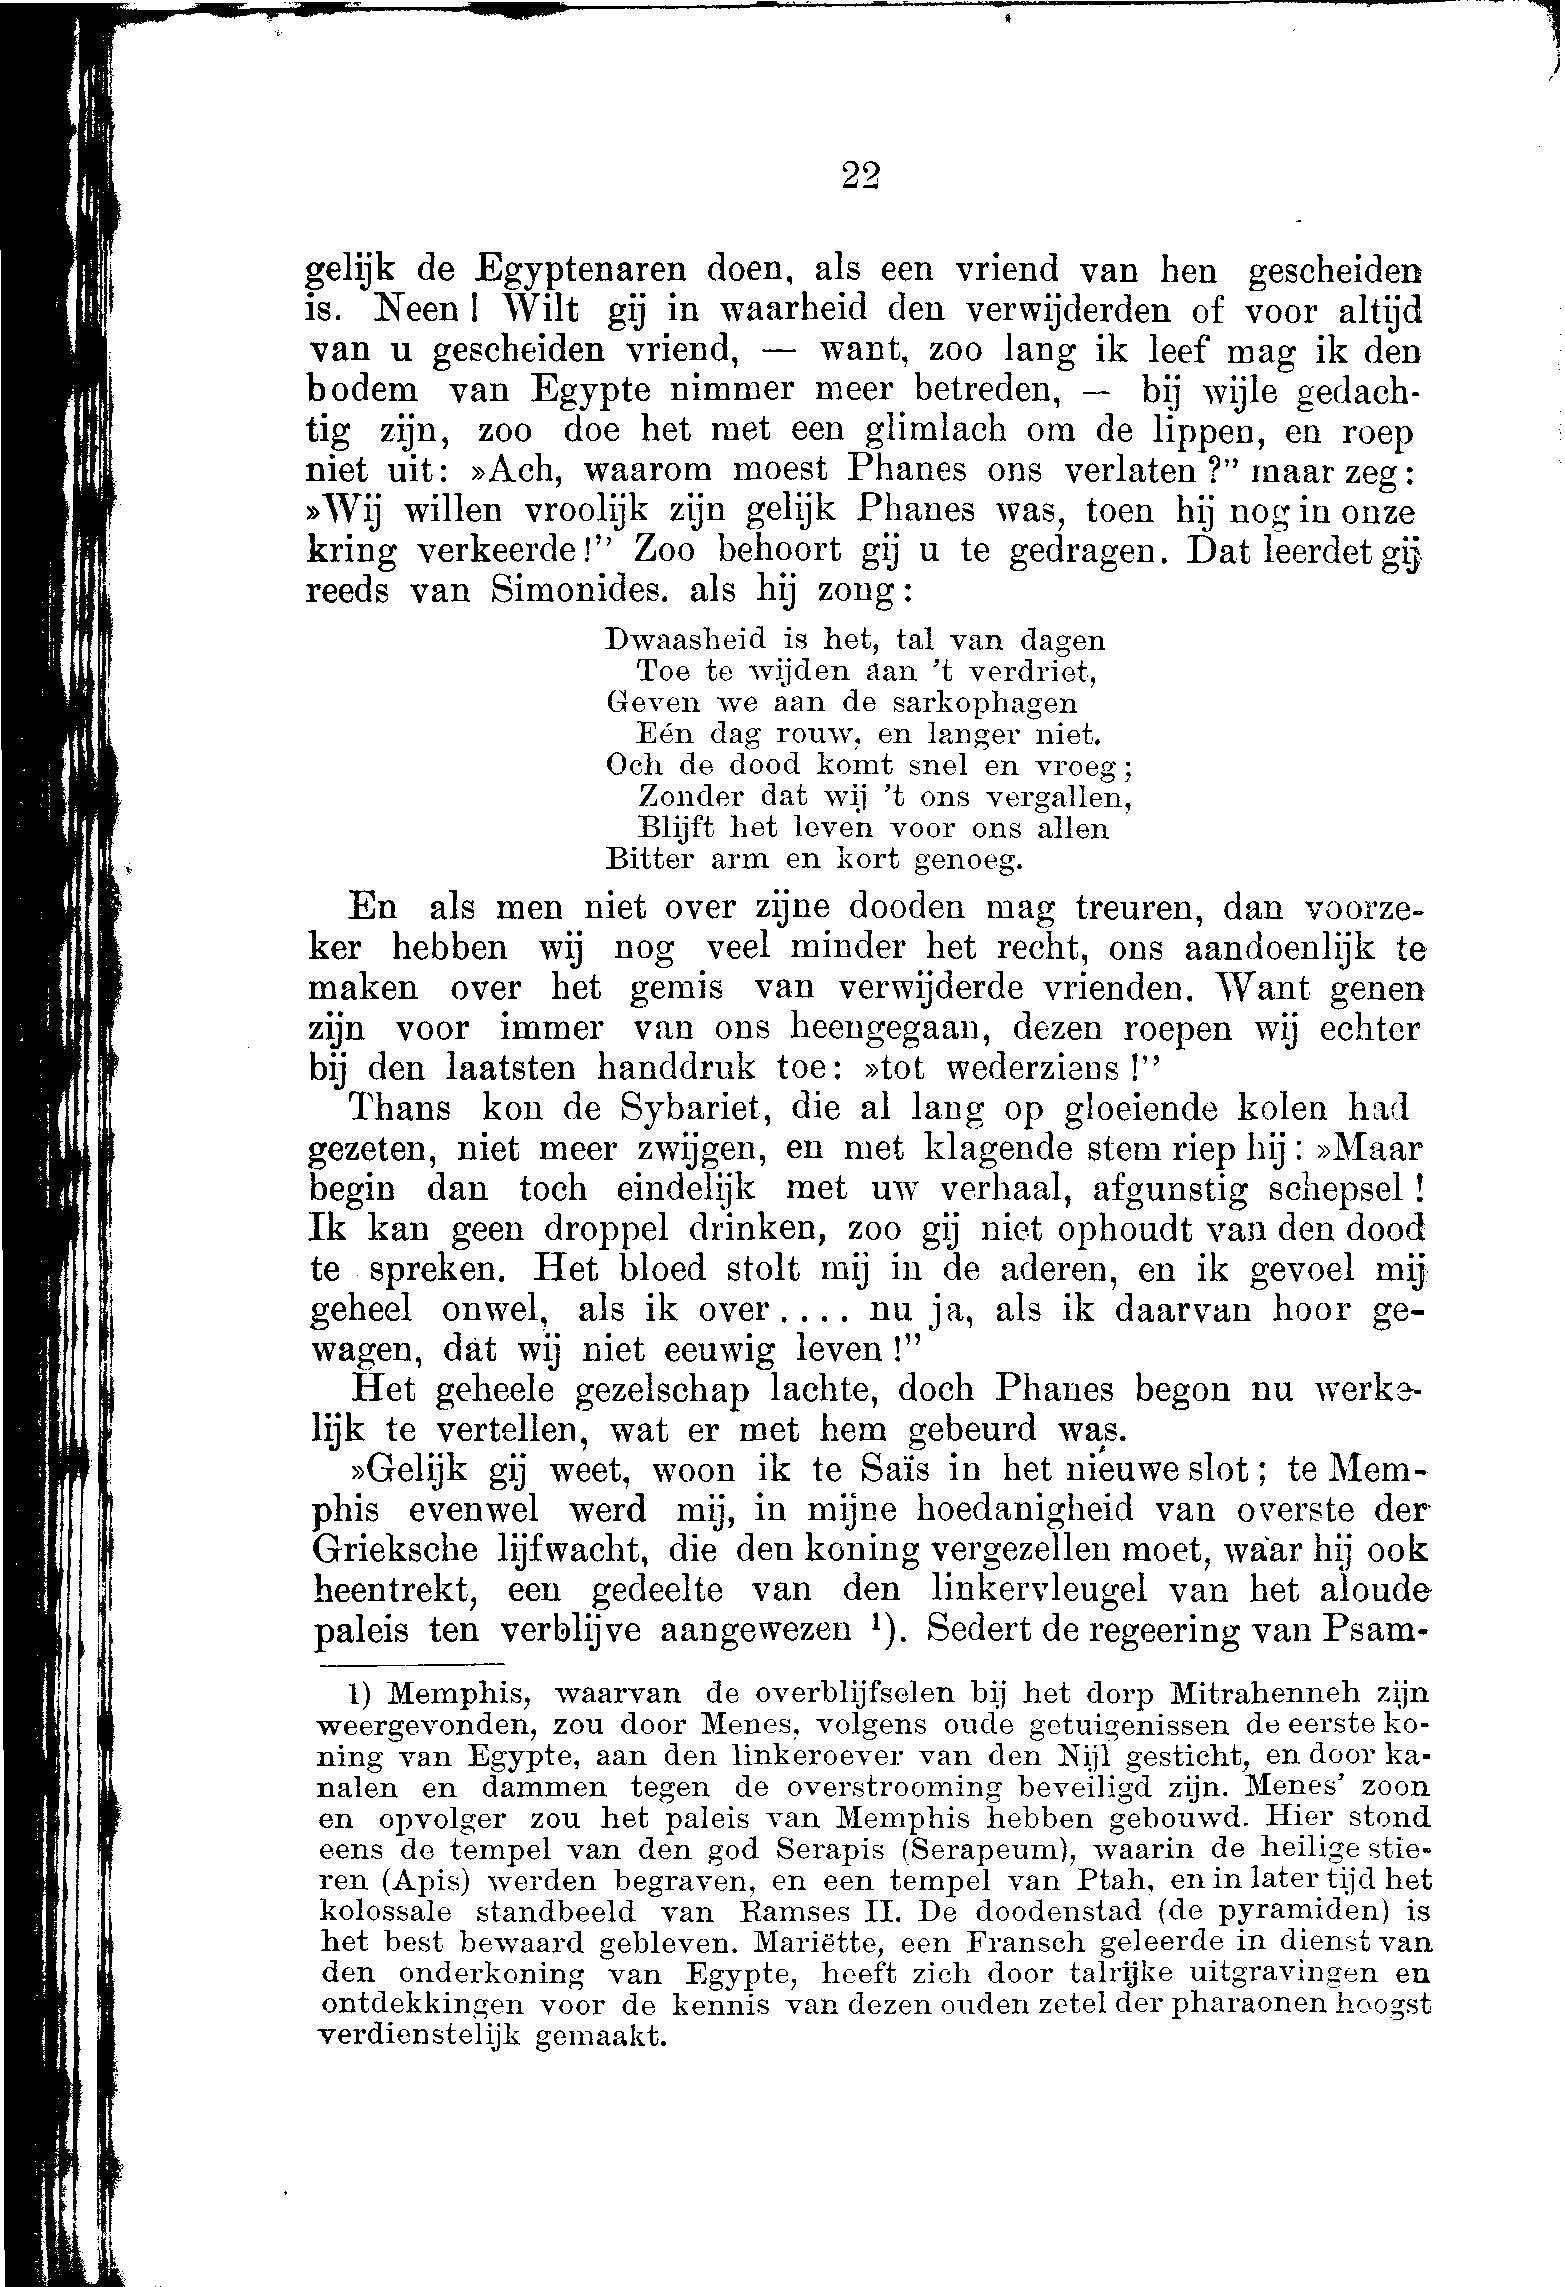 22
gelijk de Egyptenaren doen, als een vriend van hen gescheiden
is. Neen! Wilt gij in waarheid den verwijderden of voor altijd
van u gescheiden vriend, — want, zoo lang ik leef mag ik den
bodem van Egypte nimmer meer betreden, — bij wijle gedach-
tig zijn, zoo doe het met een glimlach om de lippen, en roep
niet uit: »Ach, waarom moest Phanes ons verlaten?” maar zeg:
»Wij willen vroolijk zijn gelijk Phanes was, toen hij nog in onze
kring verkeerde!” Zoo behoort gij u te gedragen. Dat leerdet gij
reeds van Simonides. als hij zong:
Dwaasheid is het, tal van dagen
Toe te wijden aan ’t verdriet,
Geven we aan de sarkophagen
Eén dag rouw, en langer niet.
Och de dood komt snel en vroeg;
Zonder dat wij ’t ons vergallen,
Blijft het leven voor ons allen
Bitter arm en kort genoeg.
En als men niet over zijne dooden mag treuren, dan voorze-
ker hebben wij nog veel minder het recht, ons aandoenlijk te
maken over het gemis van verwijderde vrienden. Want genen
zijn voor immer van ons heengegaan, dezen roepen wij echter
bij den laatsten handdruk toe: »tot wederziens!”
Thans kon de Sybariet, die al lang op gloeiende kolen had
gezeten, niet meer zwijgen, en met klagende stem riep hij: »Maar
begin dan toch eindelijk met uw verhaal, afgunstig schepsel!
Ik kan geen droppel drinken, zoo gij niet ophoudt van den dood
te spreken. Het bloed stolt mij in de aderen, en ik gevoel mij
geheel onwel, als ik over.... nu ja, als ik daarvan hoor ge-
wagen, dat wij niet eeuwig leven!”
Het geheele gezelschap lachte, doch Phanes begon nu werke-
lijk te vertellen, wat er met hem gebeurd was.
»Gelijk gij weet, woon ik te Saïs in het nieuwe slot; te Mem-
phis evenwel werd mij, in mijne hoedanigheid van overste der
Grieksche lijfwacht, die den koning vergezellen moet, waar hij ook
heentrekt, een gedeelte van den linkervleugel van het aloude
paleis ten verblijve aangewezen ¹). Sedert de regeering van Psam-
1) Memphis, waarvan de overblijfselen bij het dorp Mitrahenneh zijn
weergevonden, zou door Menes, volgens oude getuigenissen de eerste ko-
ning van Egypte, aan den linkeroever van den Nijl gesticht, en door ka-
nalen en dammen tegen de overstrooming beveiligd zijn. Menes’ zoon
en opvolger zou het paleis van Memphis hebben gebouwd. Hier stond
eens de tempel van den god Serapis (Serapeum), waarin de heilige stie-
ren (Apis) werden begraven, en een tempel van Ptah, en in later tijd het
kolossale standbeeld van Ramses II. De doodenstad (de pyramiden) is
het best bewaard gebleven. Mariëtte, een Fransch geleerde in dienst van
den onderkoning van Egypte, heeft zich door talrijke uitgravingen en
ontdekkingen voor de kennis van dezen ouden zetel der pharaonen hoogst
verdienstelijk gemaakt.